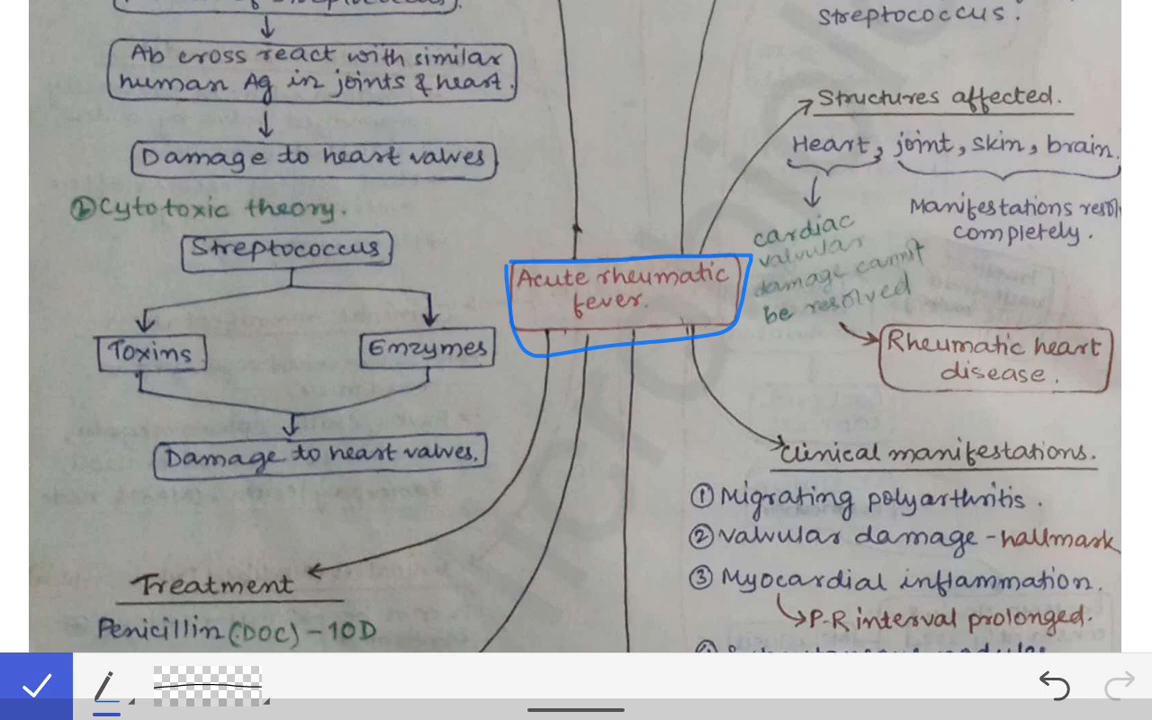 Streptococcus.
Ab cross react with similar
human Ag in joints & heart.
Damage to heart valves
② Cytotoxic theory.
Streptococcus
Toxins
Enzymes
Damage to heart valves.
Treatment
Penicillin (DOC) - 10D
Acute rheumatic
fever.
Structures affected.
Heart, joint, skin, brain.
Manifestations resol
completely.
cardiac
valvular
damage cannot
be resolved
Rheumatic heart
disease.
Clinical manifestations.
① Migrating polyarthritis.
② Valvular damage - hallmark
③ Myocardial inflammation.
P-R interval prolonged.